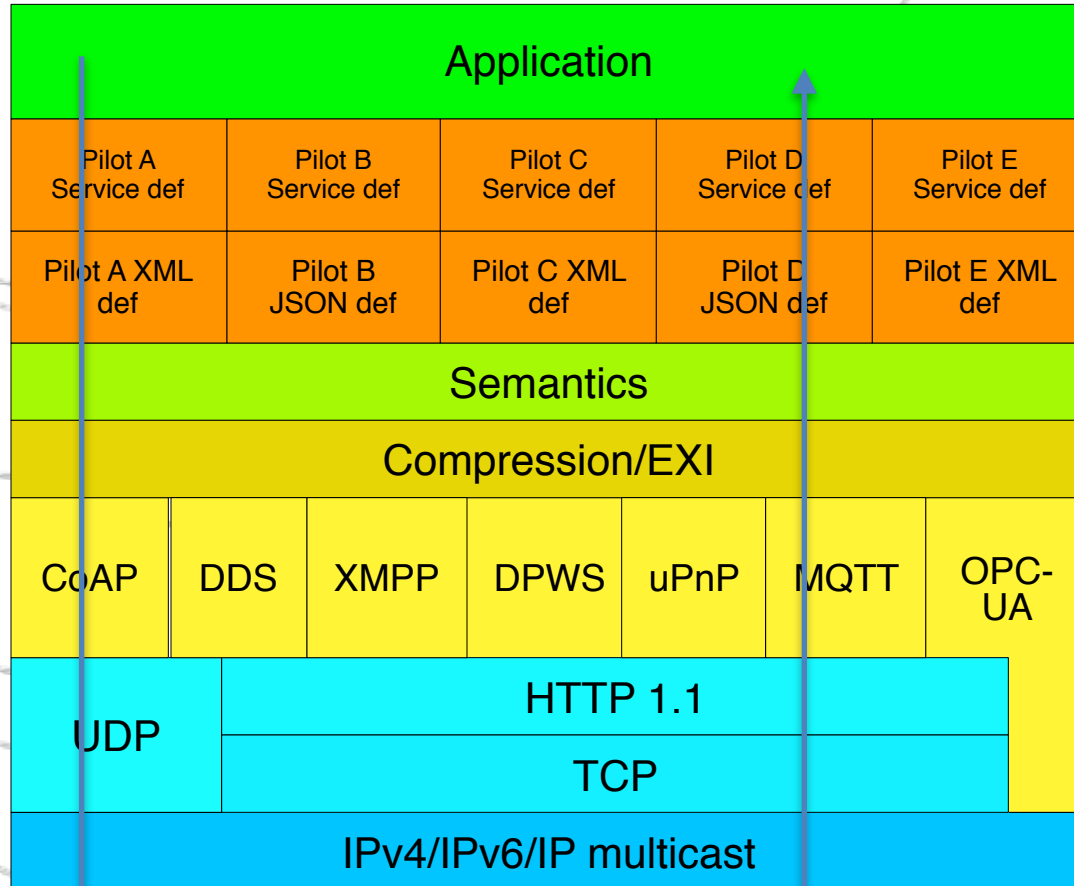 Application
Pilot A
Service def
Pilot B
Service def
Pilot C
Service def
Pilot D
Service def
Pilot E
Service def
Pilot A XML
def
Pilot B
JSON def
Pilot C XML
def
Pilot D
JSON def
Pilot E XML
def
Semantics
Compression/EXI
CoAP
DDS
XMPP
DPWS
uPnP
MQTT
OPC-
UA
UDP
HTTP 1.1
TCP
IPv4/IPv6/IP multicast